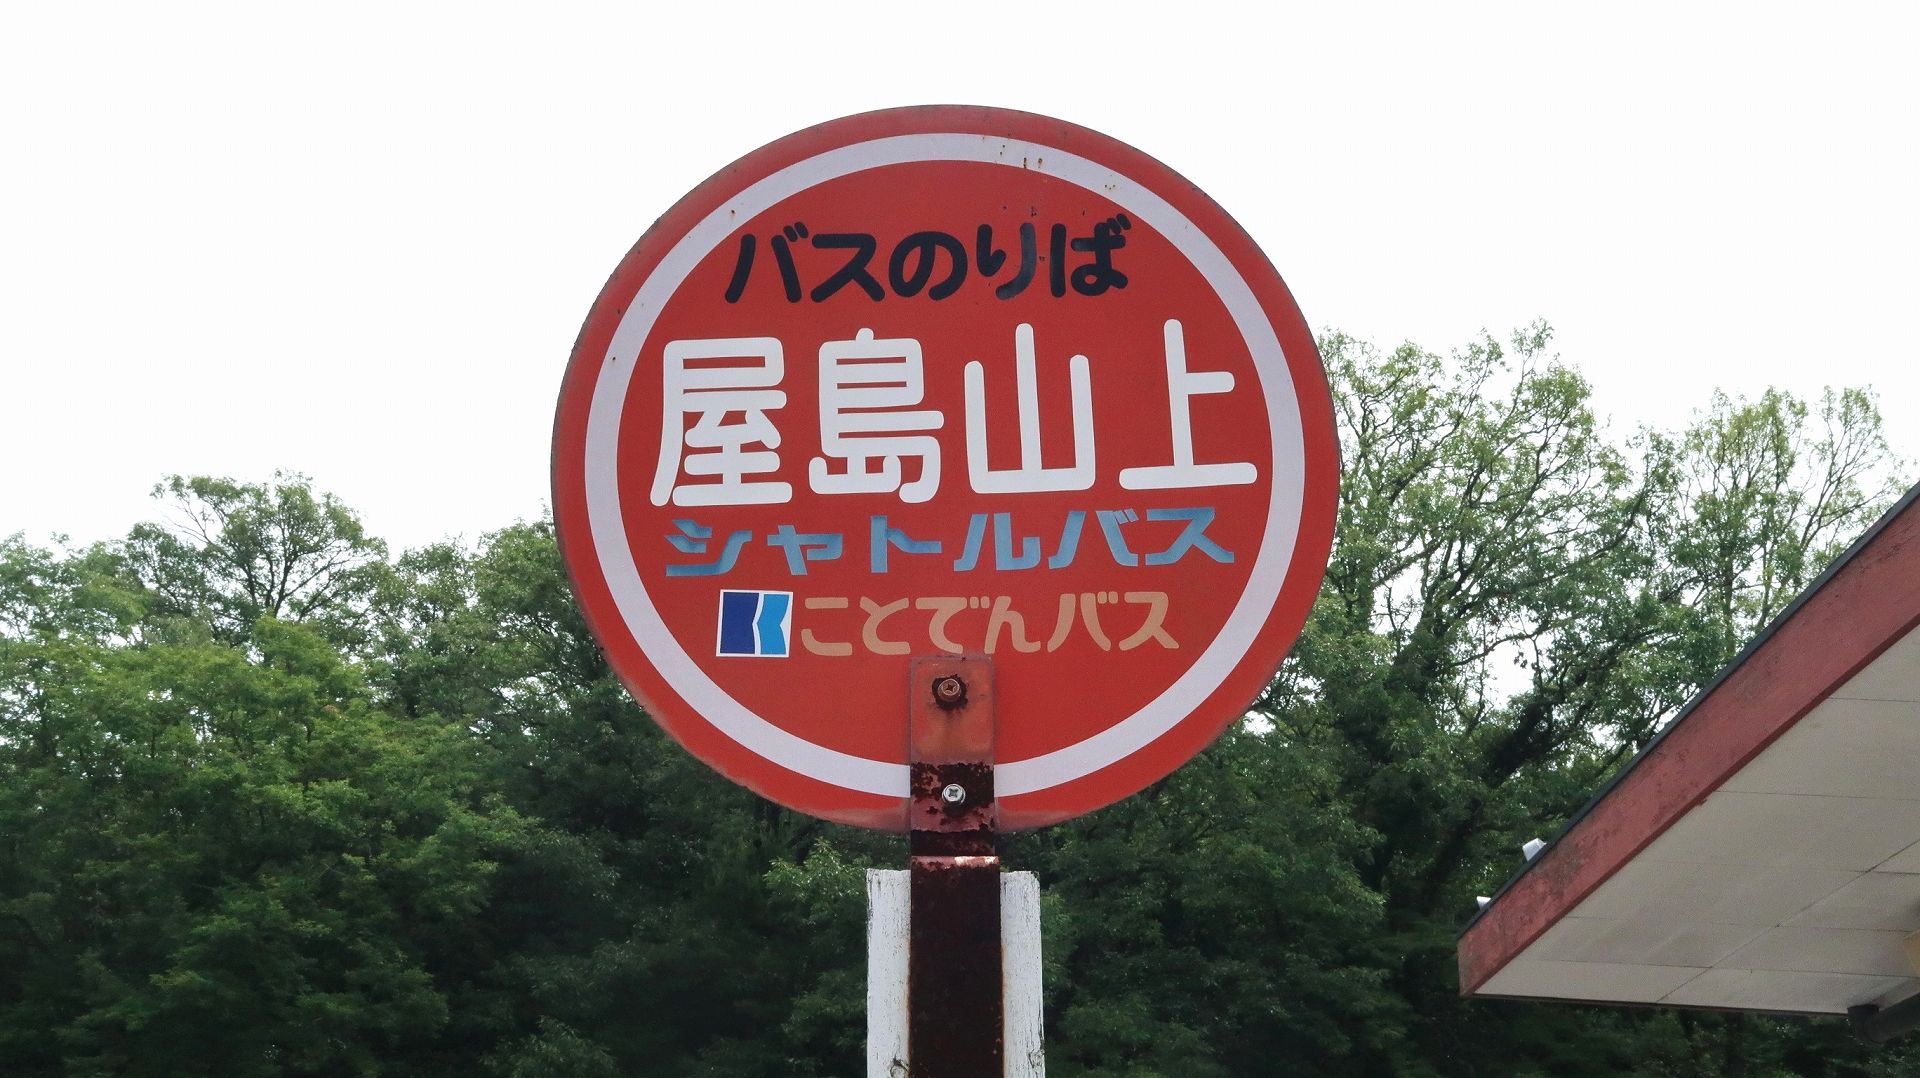 バスのりば
屋島山上
シャトルバス
ことでんバス